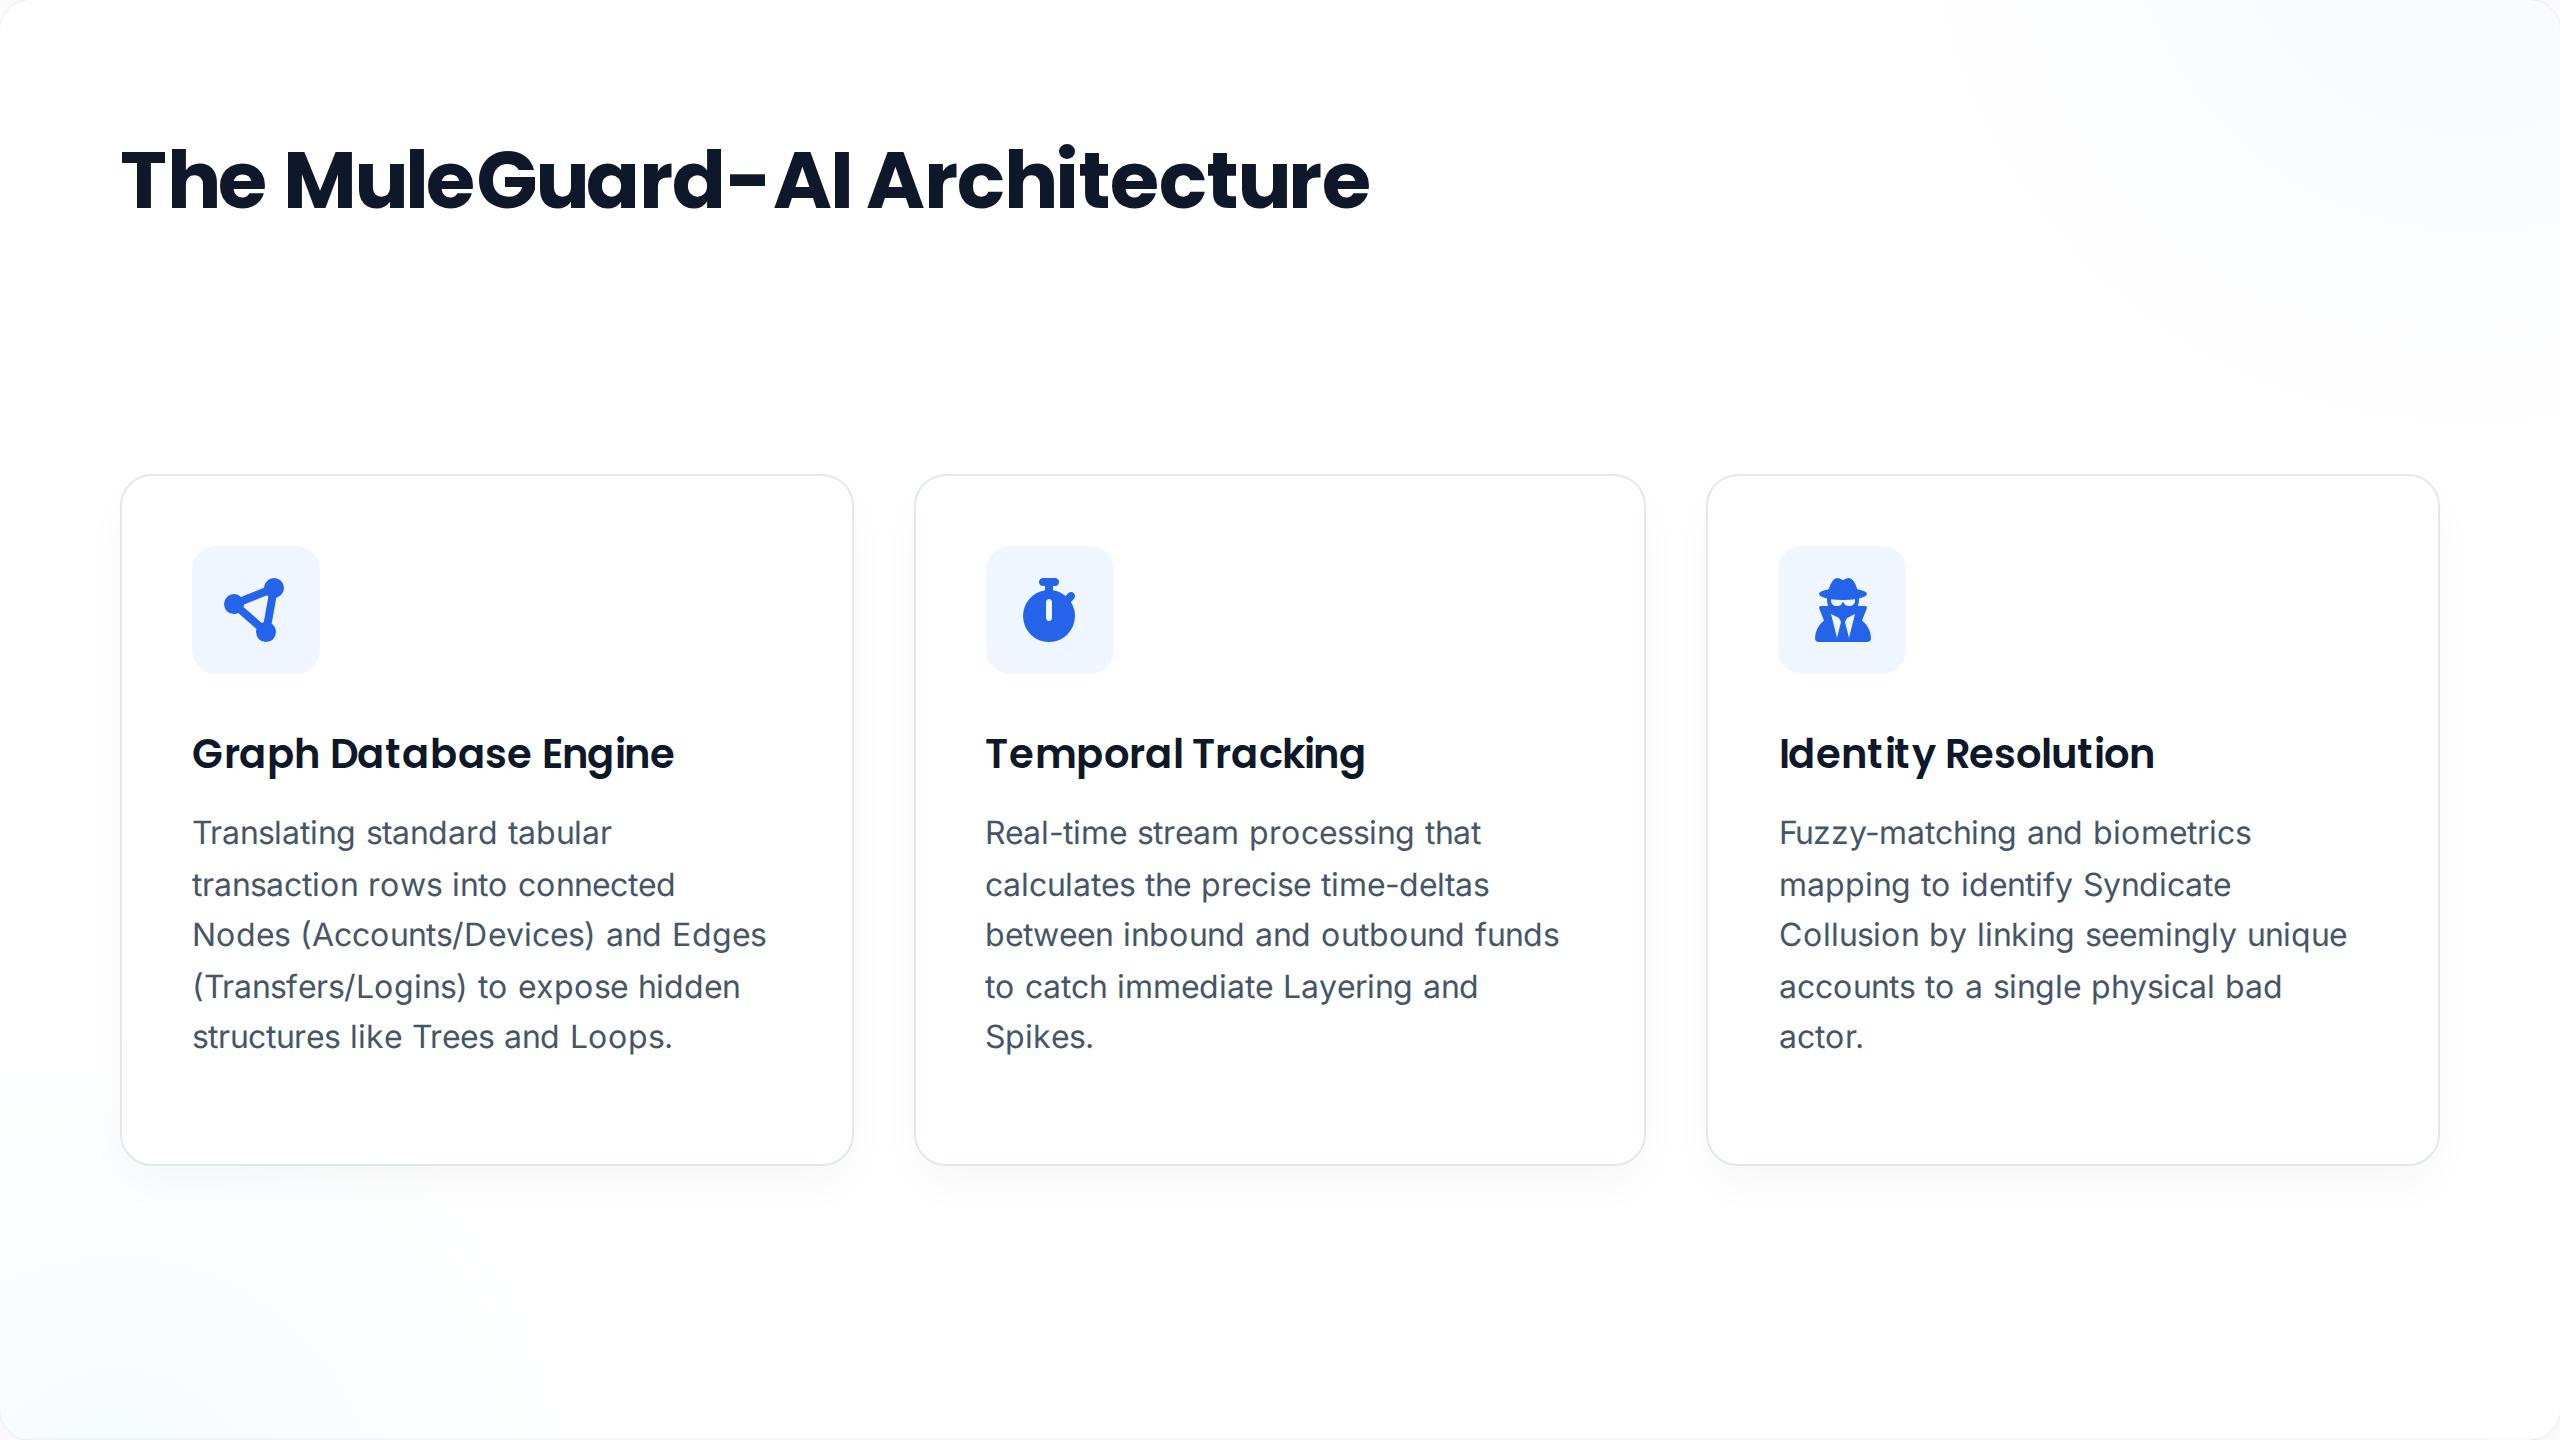 The MuleGuard-AI Architecture
Graph Database Engine
Translating standard tabular
transaction rows into connected
Nodes (Accounts/Devices) and Edges
(Transfers/Logins) to expose hidden
structures like Trees and Loops.
Temporal Tracking
Real-time stream processing that
calculates the precise time-deltas
between inbound and outbound funds
to catch immediate Layering and
Spikes.
Identity Resolution
Fuzzy-matching and biometrics
mapping to identify Syndicate
Collusion by linking seemingly unique
accounts to a single physical bad
actor.